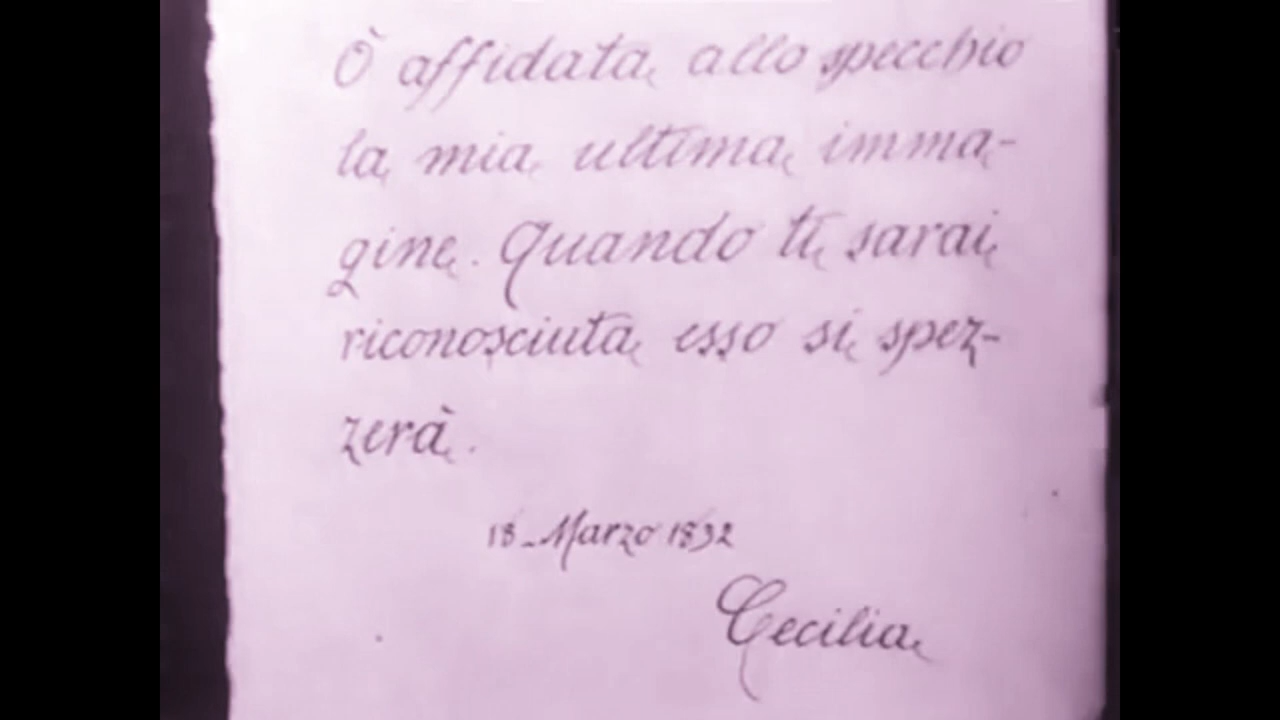 Ò affidata allo specchio
la mia ultima imma-
gine. Quando ti sarai
riconosciuta esso si spez-
zerà.
18 - Marzo 1832
Cecilia